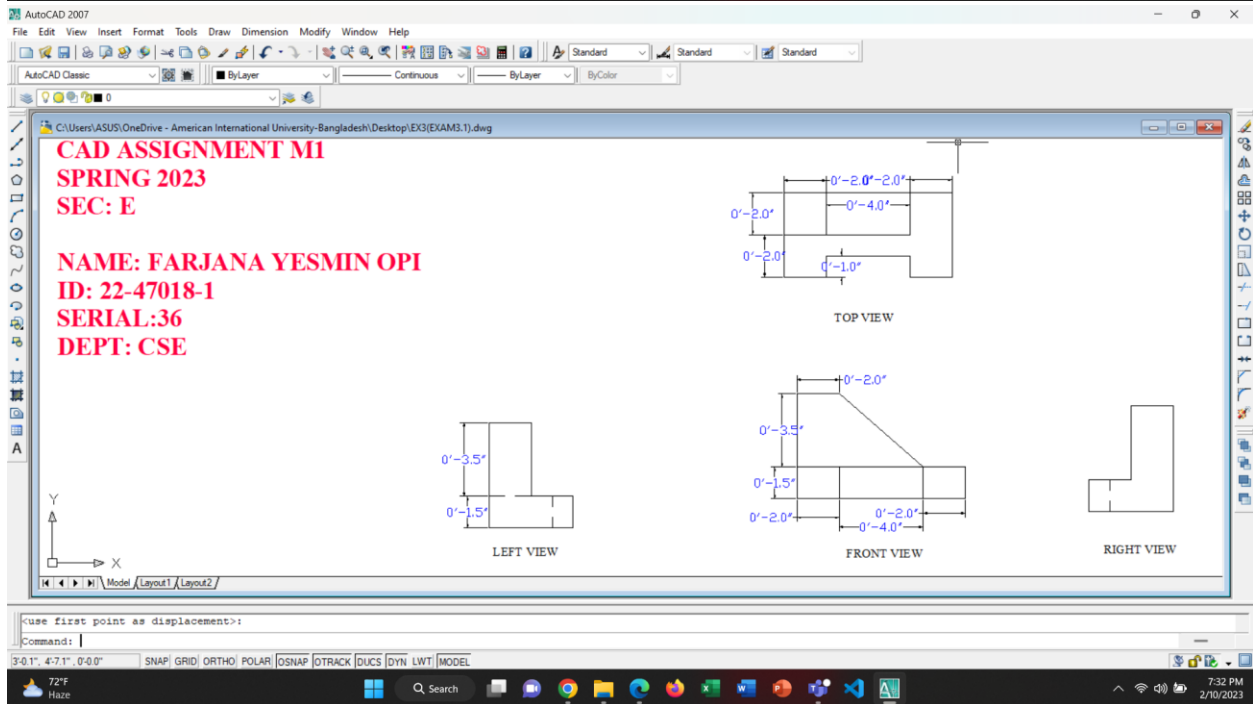 AutoCAD 2007
File Edit View Insert Format Tools Draw Dimension Modify Window Help
Standard Standard Standard
AutoCAD Classic ByLayer Continuous ByLayer ByColor
0
C:\Users\ASUS\OneDrive - American International University-Bangladesh\Desktop\EX3(EXAM3.1).dwg
CAD ASSIGNMENT M1
SPRING 2023
SEC: E
NAME: FARJANA YESMIN OPI
ID: 22-47018-1
SERIAL:36
DEPT: CSE
0'-2.0"-2.0"
0'-2.0" 0'-4.0"
0'-2.0" 0'-1.0"
TOP VIEW
0'-2.0"
0'-3.5"
0'-1.5"
0'-2.0" 0'-2.0"
0'-4.0"
FRONT VIEW
0'-3.5"
0'-1.5"
LEFT VIEW
RIGHT VIEW
Y
X
Model Layout1 Layout2
<use first point as displacement>:
Command:
3'-0.1", 4'-7.1", 0'-0.0" SNAP GRID ORTHO POLAR OSNAP OTRACK DUCS DYN LWT MODEL
72°F
Haze
Search
7:32 PM
2/10/2023